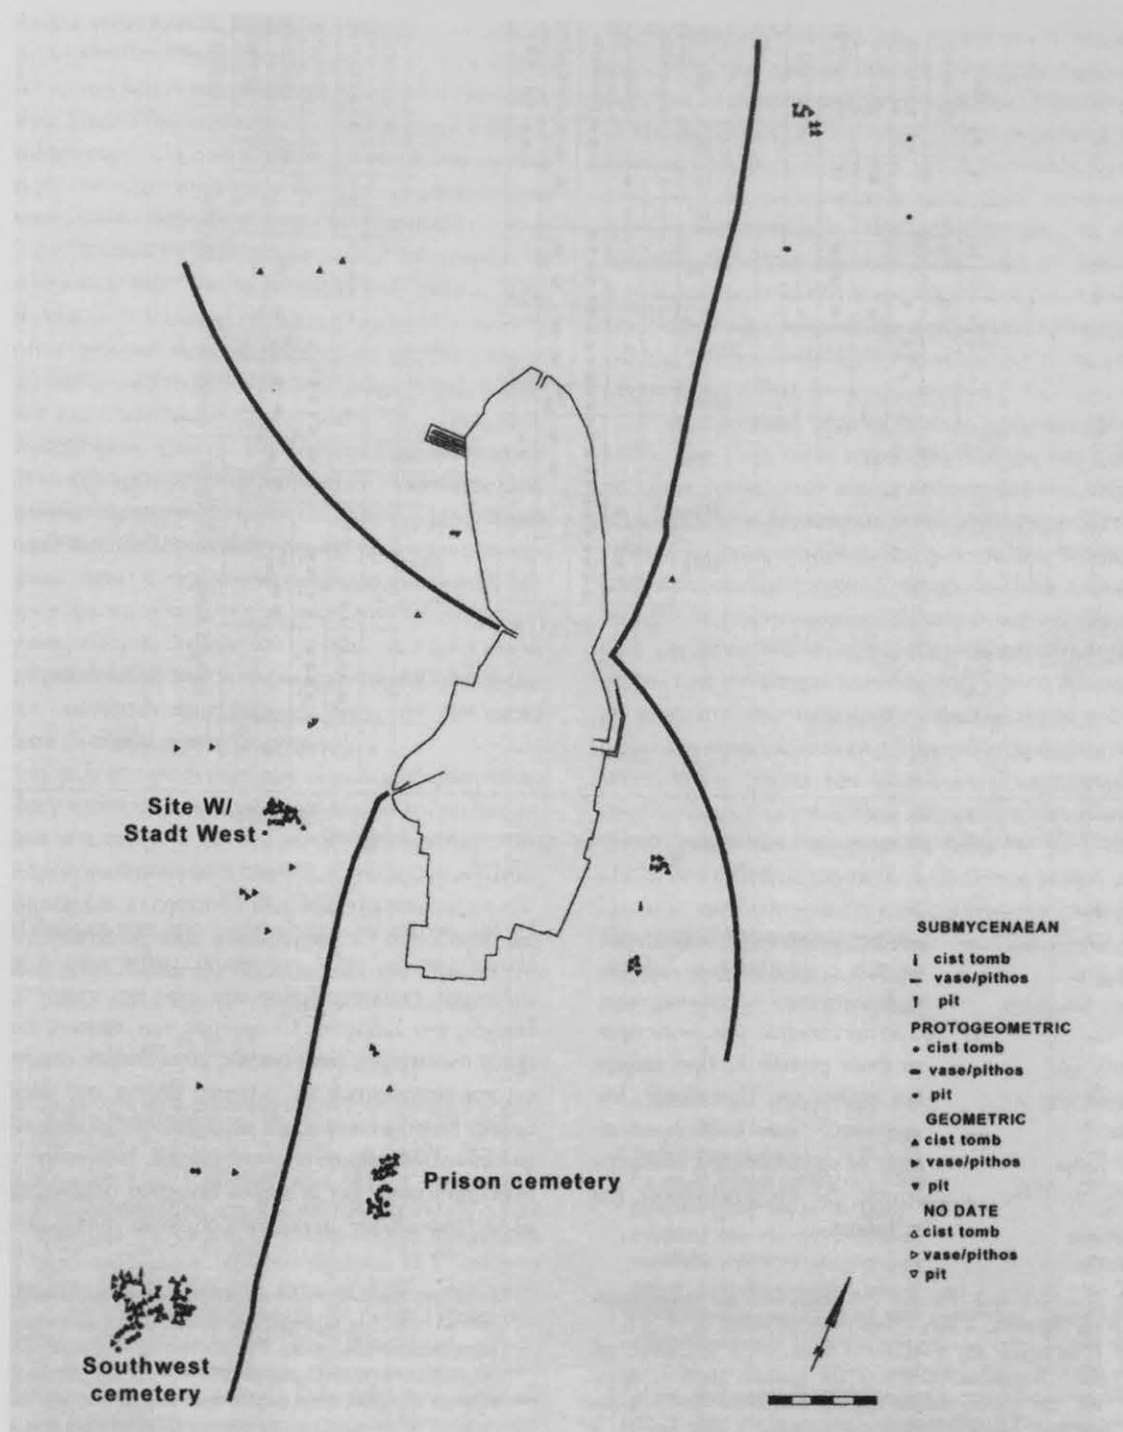 Site W/
Stadt West
Prison cemetery
Southwest
cemetery
SUBMYCENAEAN
cist tomb
vase/pithos
pit
PROTOGEOMETRIC
cist tomb
vase/pithos
pit
GEOMETRIC
cist tomb
vase/pithos
pit
NO DATE
cist tomb
vase/pithos
pit